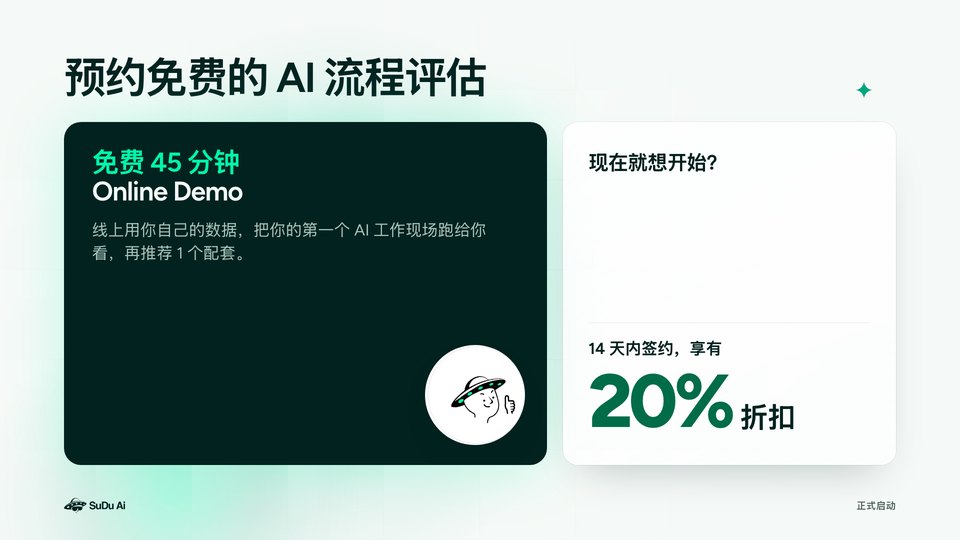 预约免费的 AI 流程评估
免费 45 分钟
Online Demo
线上用你自己的数据，把你的第一个 AI 工作现场跑给你
看，再推荐 1 个配套。
现在就想开始？
14 天内签约，享有
20% 折扣
SuDu Ai
正式启动